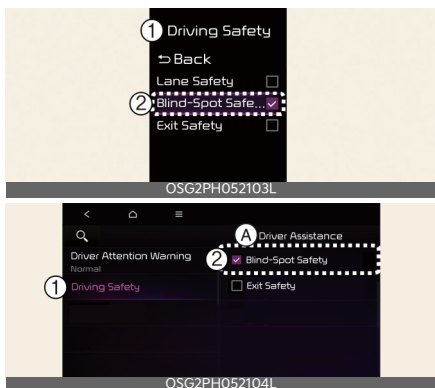 ① Driving Safety
⮌ Back
Lane Safety
② Blind-Spot Safe...
Exit Safety
OSG2PH052103L
Ⓐ Driver Assistance
Driver Attention Warning
Normal
② Blind-Spot Safety
① Driving Safety
Exit Safety
OSG2PH052104L